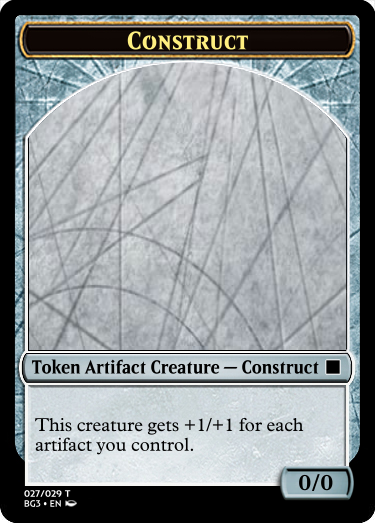 Construct
Token Artifact Creature — Construct
This creature gets +1/+1 for each
artifact you control.
0/0
027/029 T
BG3 • EN